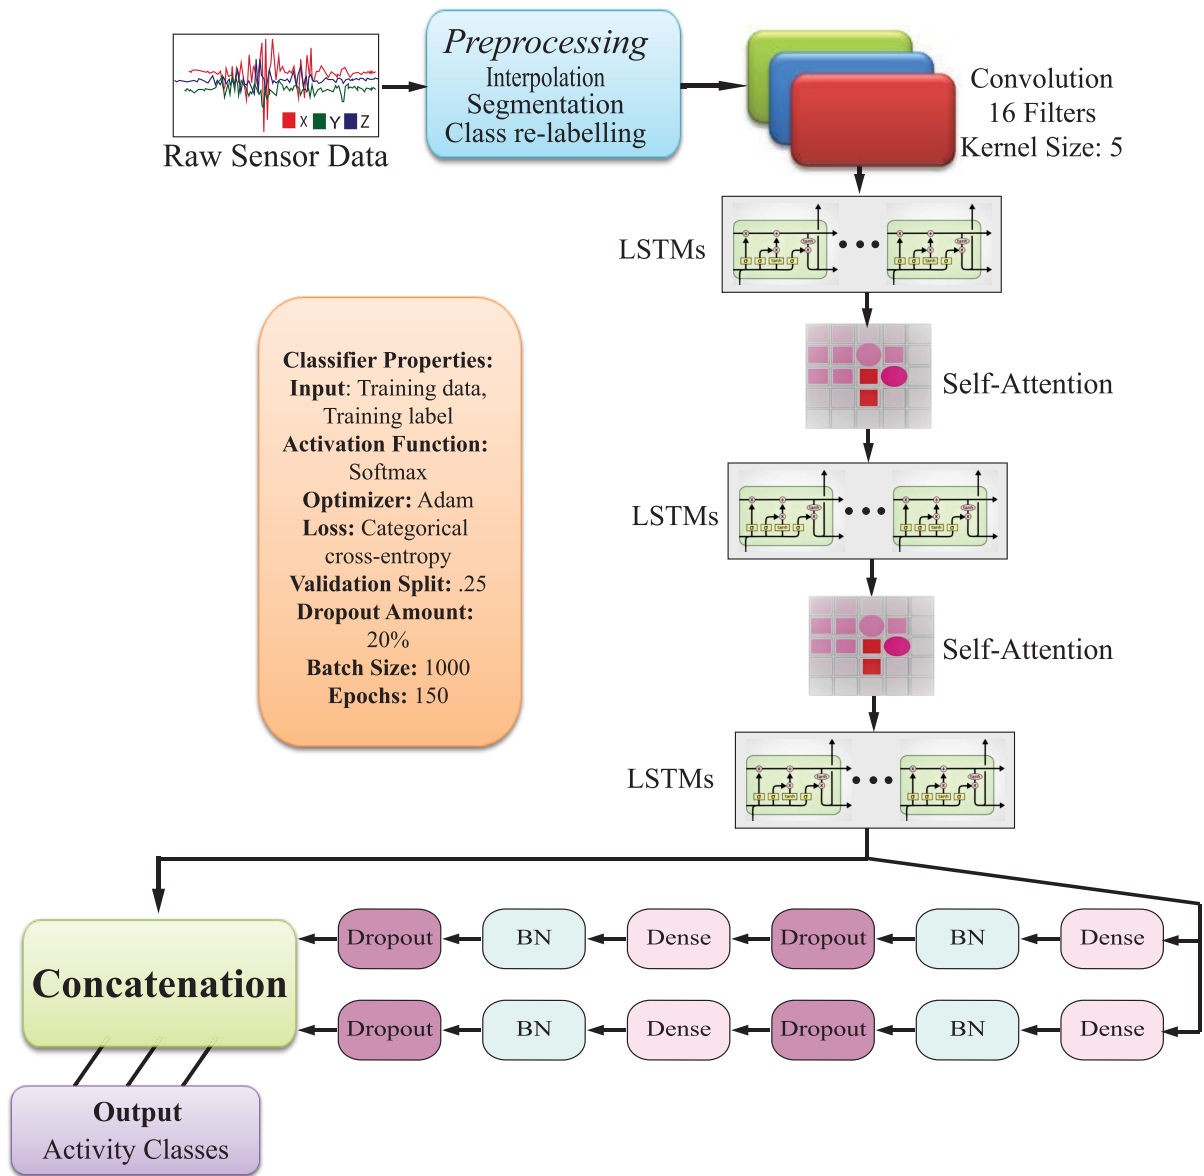 X Y Z
Raw Sensor Data
Preprocessing
Interpolation
Segmentation
Class re-labelling
Convolution
16 Filters
Kernel Size: 5
LSTMs
Self-Attention
LSTMs
Self-Attention
LSTMs
Classifier Properties:
Input: Training data,
Training label
Activation Function:
Softmax
Optimizer: Adam
Loss: Categorical
cross-entropy
Validation Split: .25
Dropout Amount:
20%
Batch Size: 1000
Epochs: 150
Concatenation
Dropout BN Dense Dropout BN Dense
Dropout BN Dense Dropout BN Dense
Output
Activity Classes